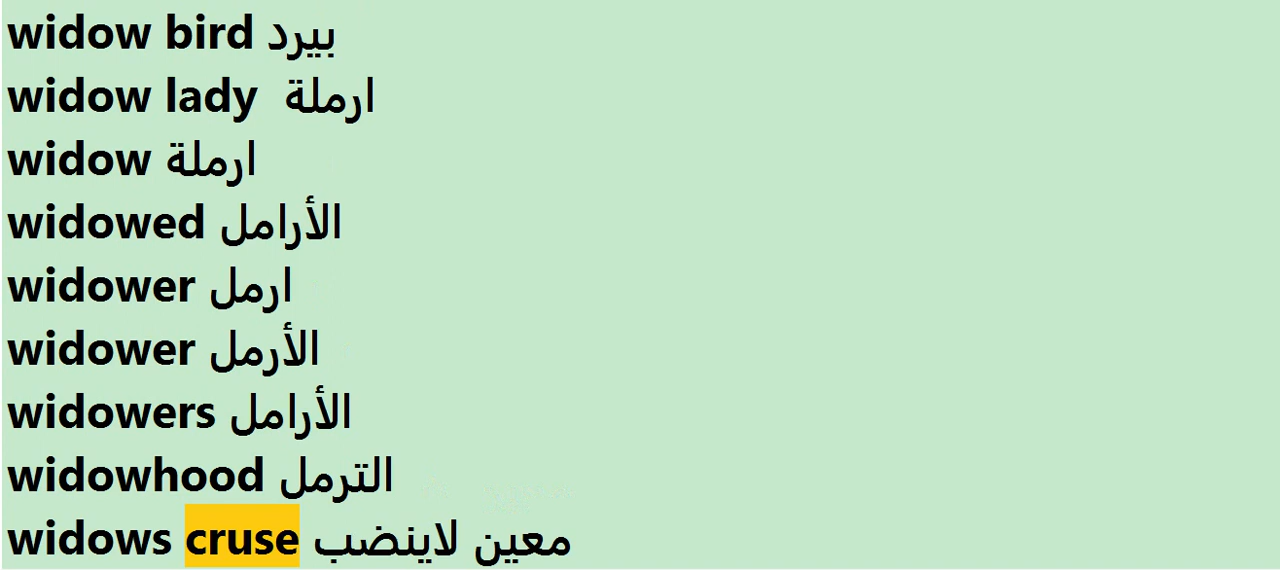 widow bird بيرد
widow lady ارملة
widow ارملة
widowed الأرامل
widower ارمل
widower الأرمل
widowers الأرامل
widowhood الترمل
widows cruse معين لاينضب